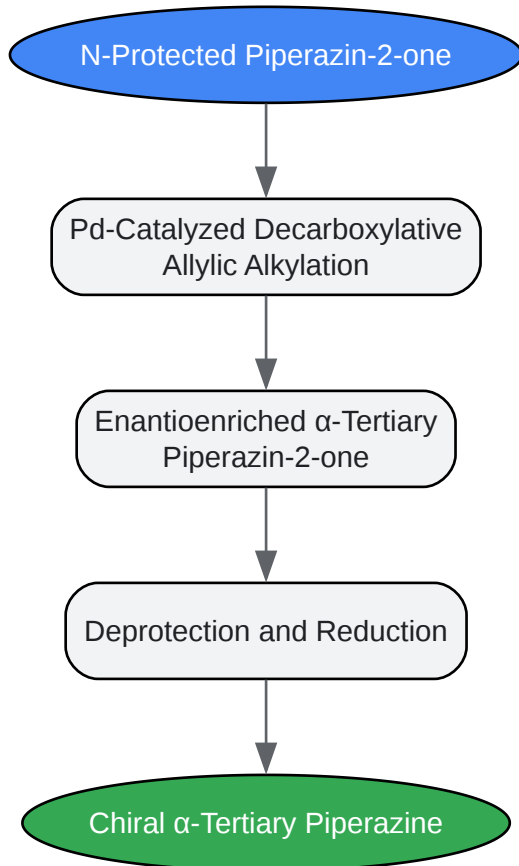 N-Protected Piperazin-2-one
Pd-Catalyzed Decarboxylative
Allylic Alkylation
Enantioenriched α-Tertiary
Piperazin-2-one
Deprotection and Reduction
Chiral α-Tertiary Piperazine